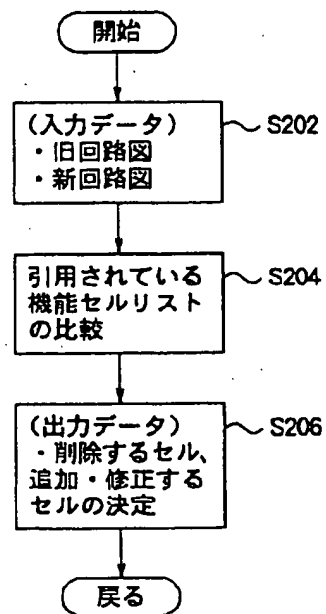 開始
(入力データ)
・旧回路図
・新回路図
S202
引用されている
機能セルリスト
の比較
S204
(出力データ)
・削除するセル、
追加・修正する
セルの決定
S206
戻る